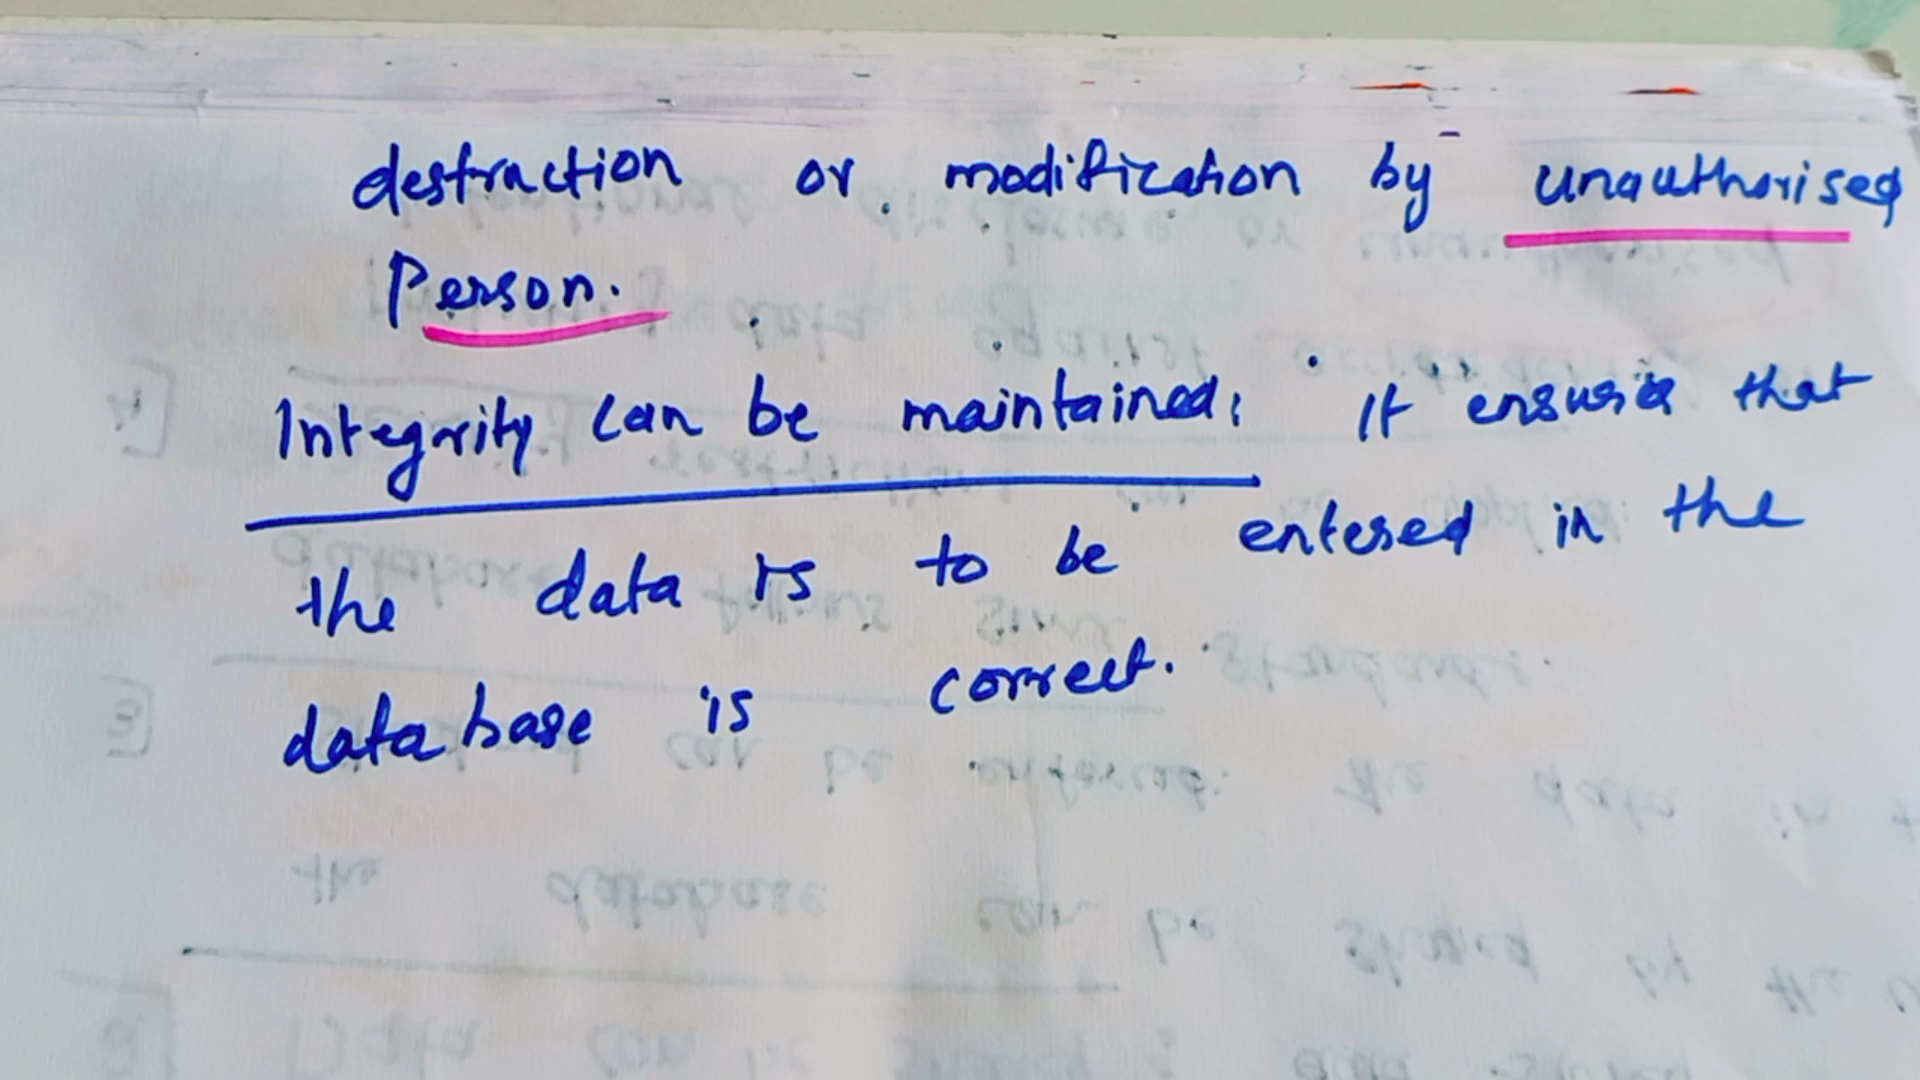 destraction or modification by unauthorised
Person.
Integrity can be maintained: it ensures that
the data is to be entered in the
database is correct.